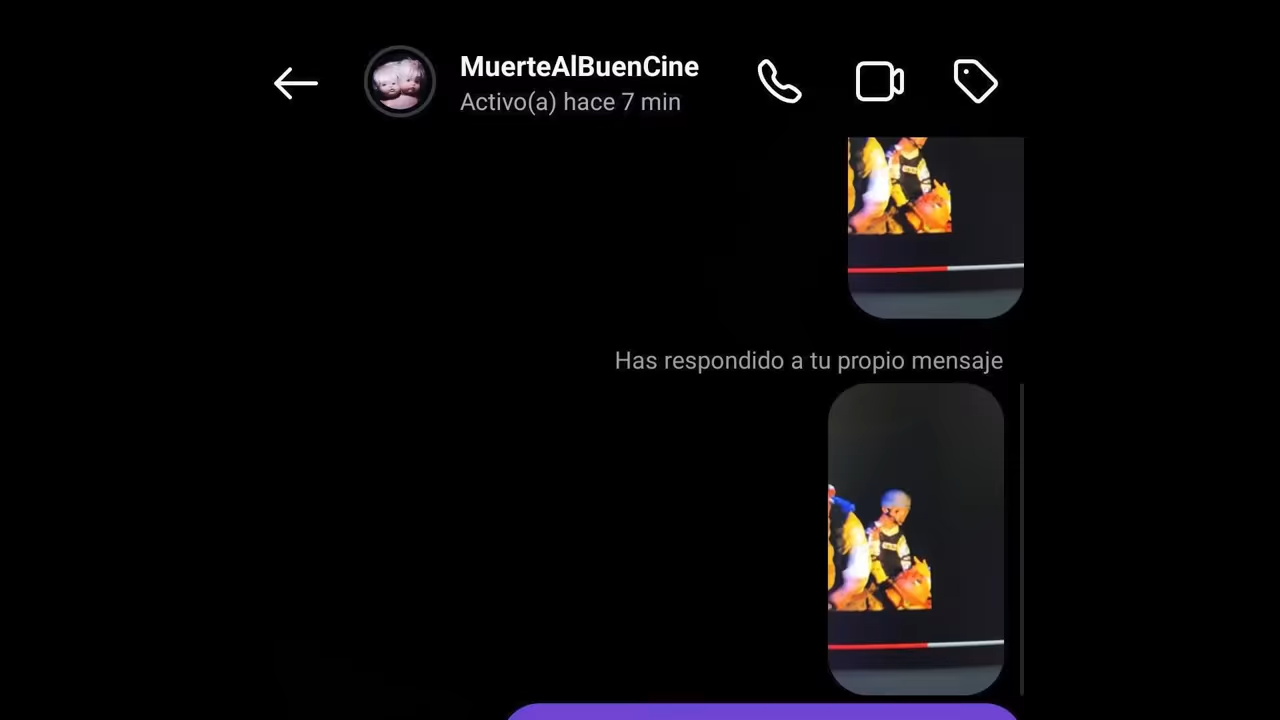 MuerteAlBuenCine
Activo(a) hace 7 min
Has respondido a tu propio mensaje